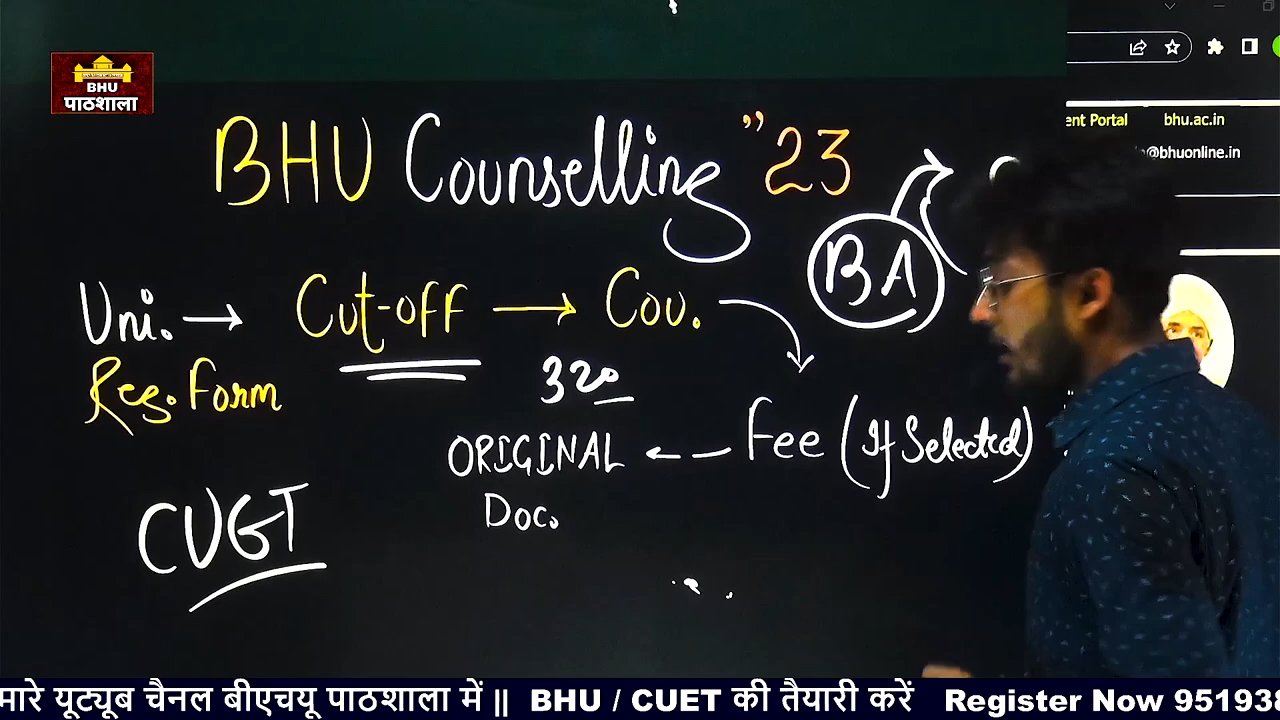 BHU
पाठशाला
ent Portal bhu.ac.in
@bhuonline.in
BHU Counselling "23
BA
Uni. → Cut-off → Cou.
Reg. Form
320
Fee (If Selected)
ORIGINAL
Doc.
CUGT
मारे यूट्यूब चैनल बीएचयू पाठशाला में || BHU / CUET की तैयारी करें Register Now 95193